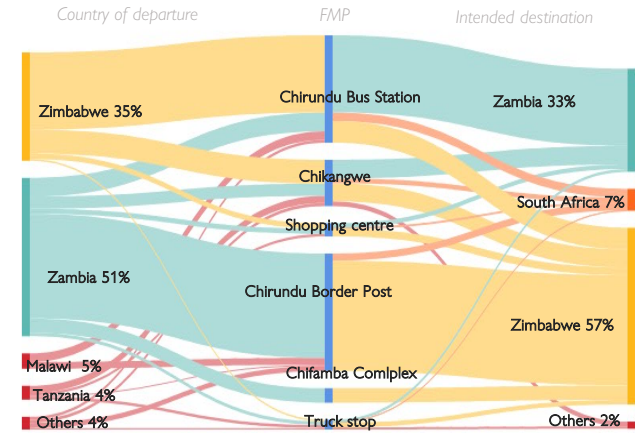 Country of departure
FMP
Intended destination
Zimbabwe 35%
Chirundu Bus Station
Zambia 33%
Chikangwe
South Africa 7%
Shopping centre
Zambia 51%
Chirundu Border Post
Zimbabwe 57%
Malawi 5%
Chifamba Comlplex
Tanzania 4%
Others 4%
Truck stop
Others 2%